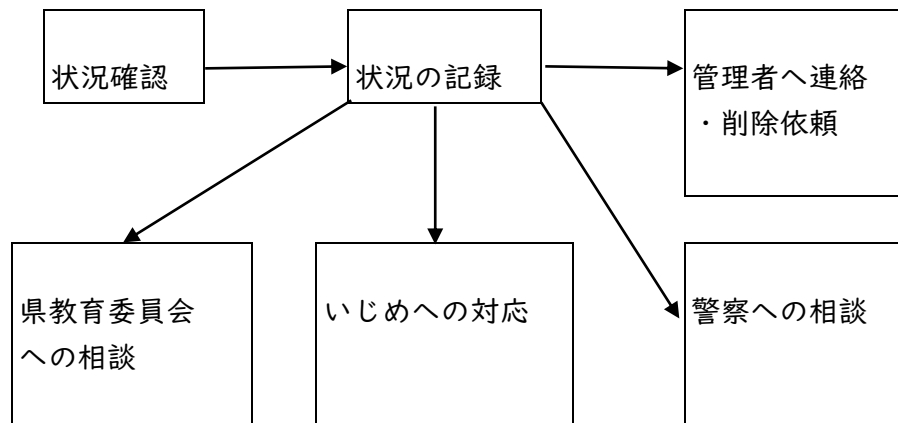 状況確認
状況の記録
管理者へ連絡
・削除依頼
県教育委員会
への相談
いじめへの対応
警察への相談